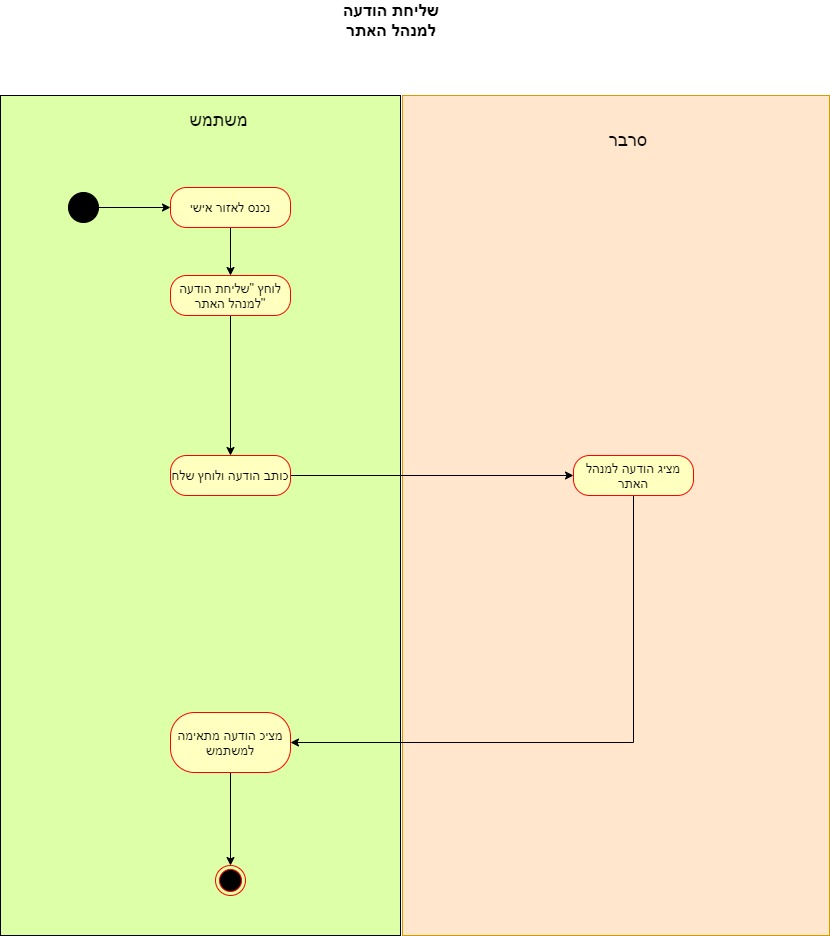 שליחת הודעה
למנהל האתר
משתמש
סרבר
נכנס לאזור אישי
לוחץ "שליחת הודעה
למנהל האתר"
כותב הודעה ולוחץ שלח
מציג הודעה למנהל
האתר
מציכ הודעה מתאימה
למשתמש